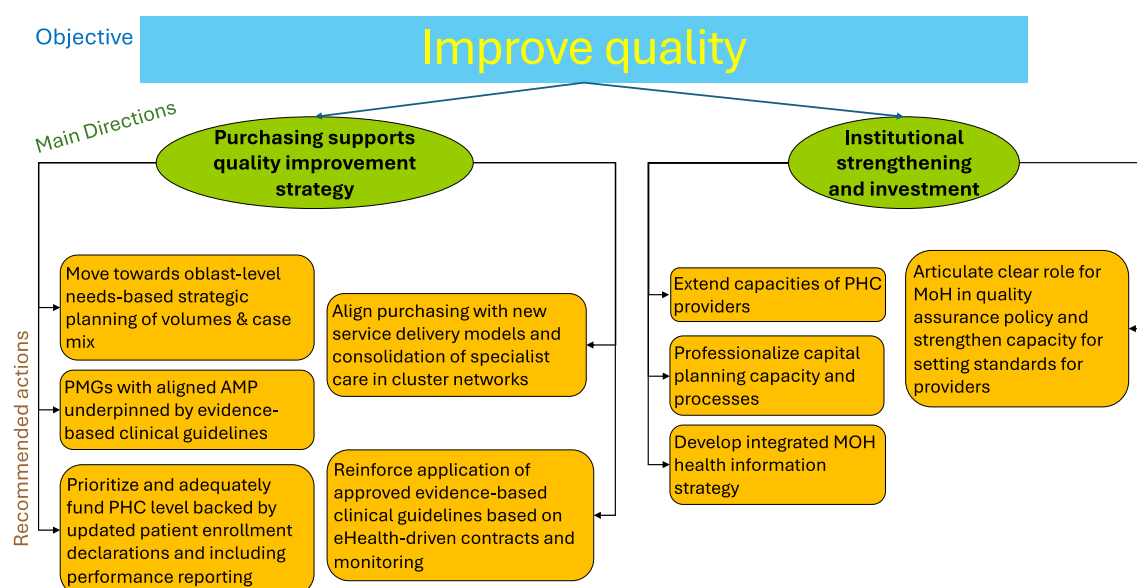 Objective
Improve quality
Main Directions
Purchasing supports
quality improvement
strategy
Institutional
strengthening
and investment
Recommended actions
Move towards oblast-level
needs-based strategic
planning of volumes & case
mix
PMGs with aligned AMP
underpinned by evidence-
based clinical guidelines
Prioritize and adequately
fund PHC level backed by
updated patient enrollment
declarations and including
performance reporting
Align purchasing with new
service delivery models and
consolidation of specialist
care in cluster networks
Reinforce application of
approved evidence-based
clinical guidelines based on
eHealth-driven contracts and
monitoring
Extend capacities of PHC
providers
Professionalize capital
planning capacity and
processes
Develop integrated MOH
health information
strategy
Articulate clear role for
MoH in quality
assurance policy and
strengthen capacity for
setting standards for
providers